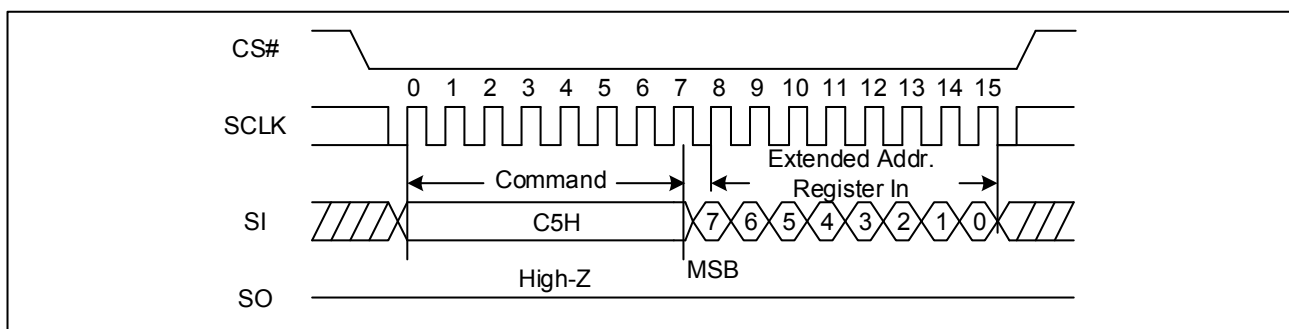 CS#
0 1 2 3 4 5 6 7 8 9 10 11 12 13 14 15
SCLK
Extended Addr.
Command
Register In
SI
C5H
7 6 5 4 3 2 1 0
MSB
High-Z
SO